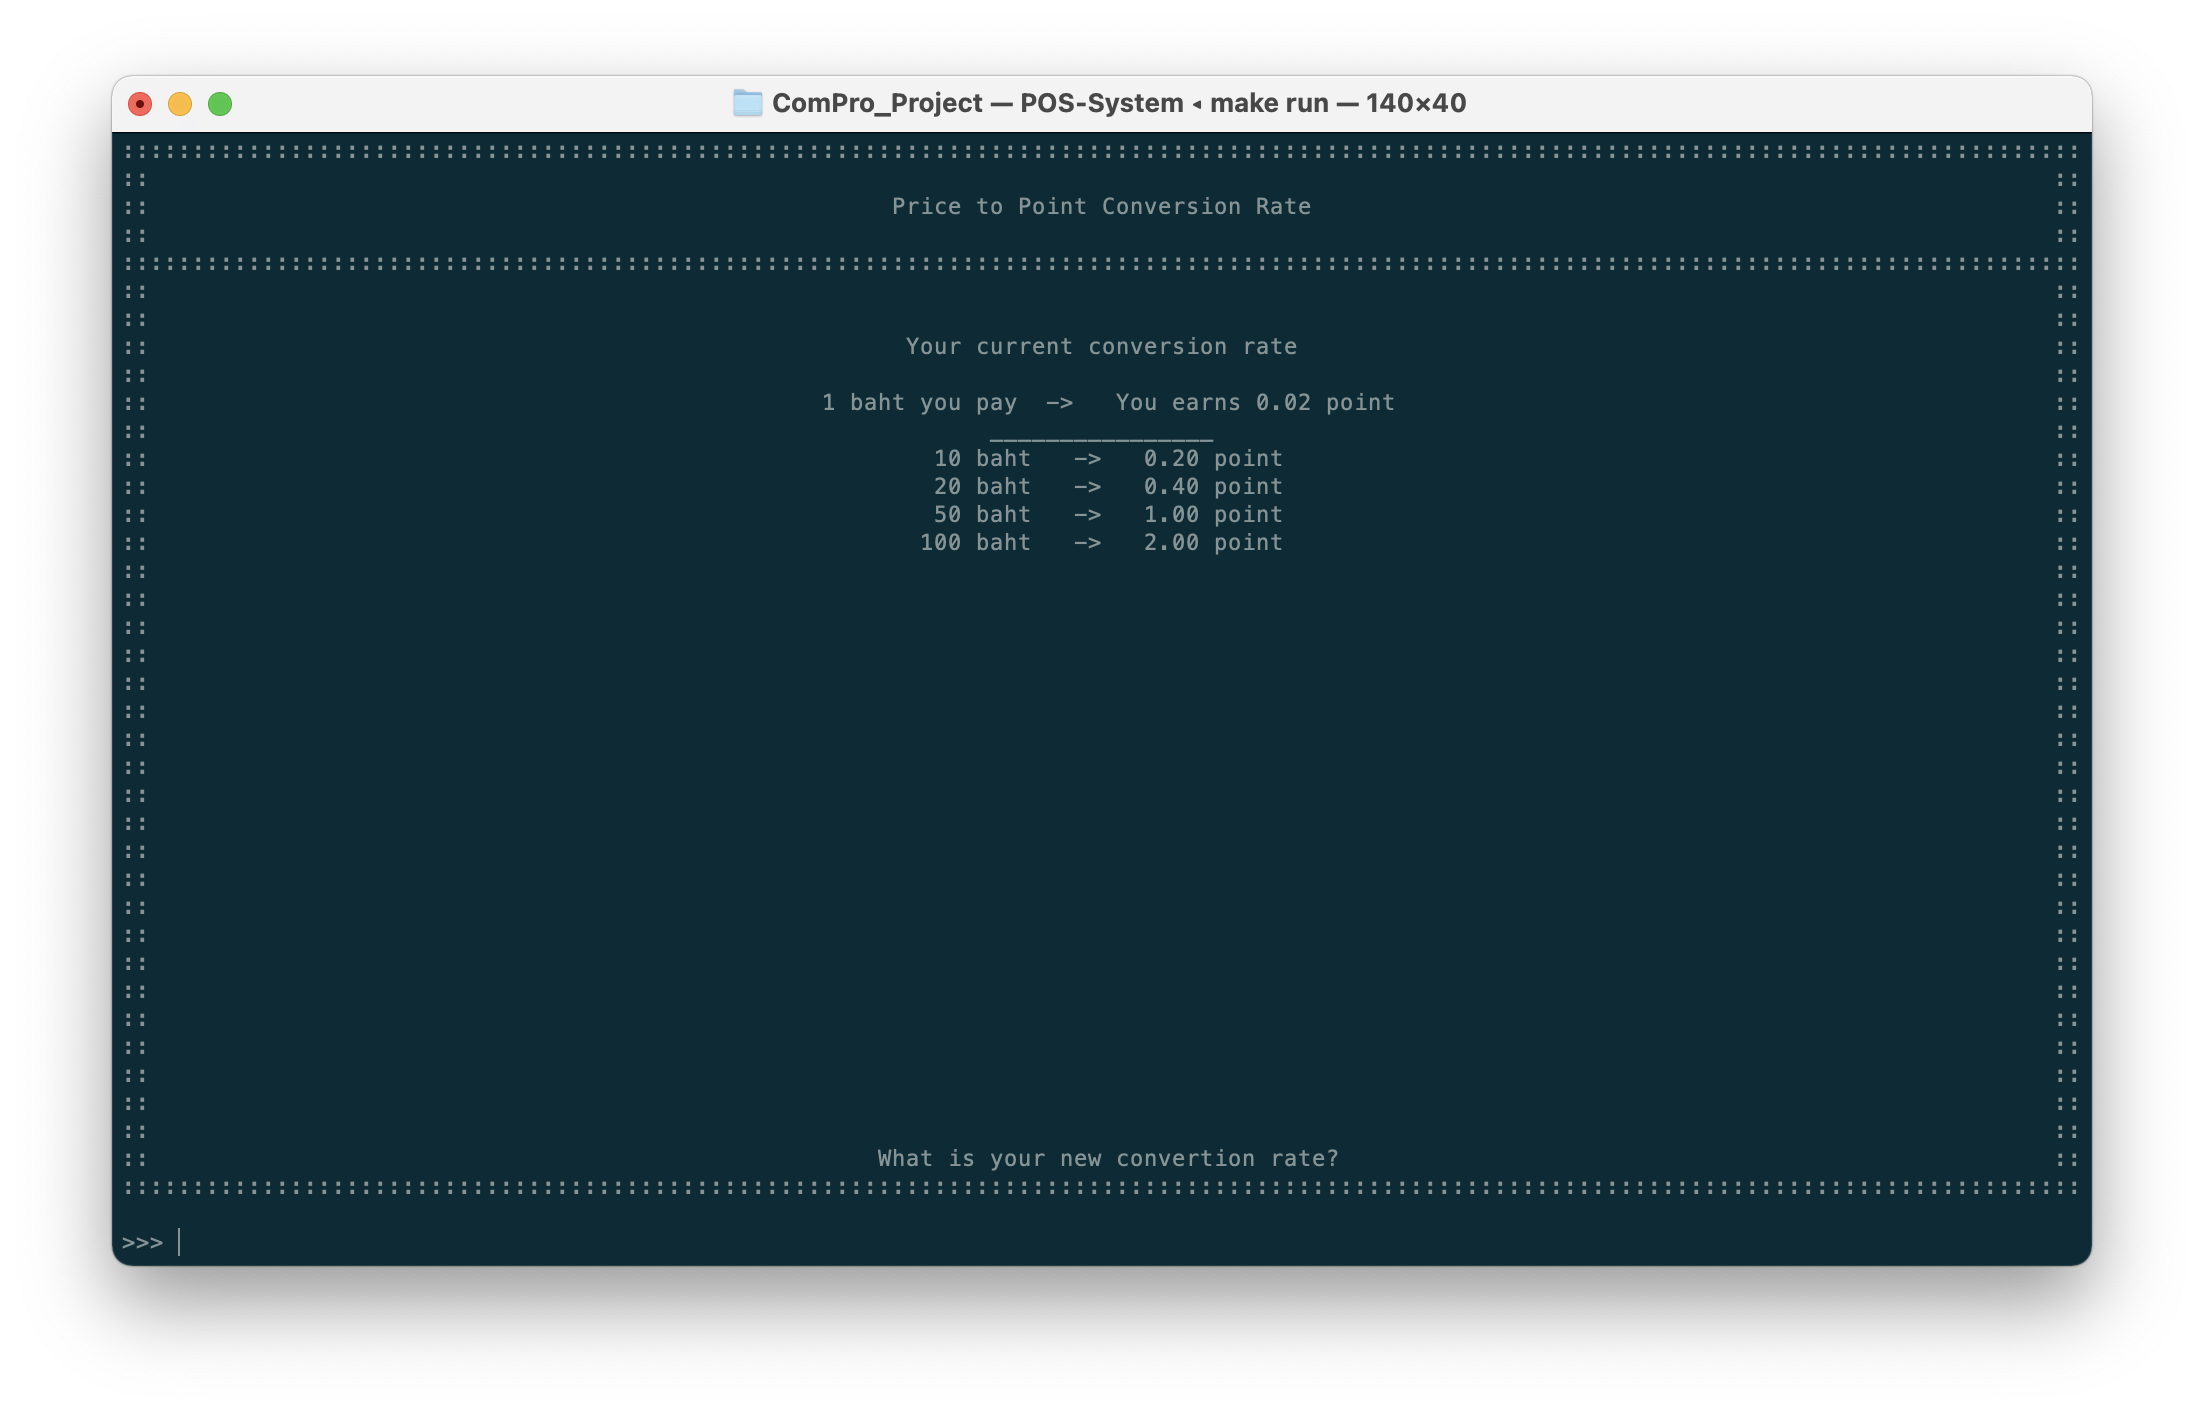 ComPro_Project — POS-System ◂ make run — 140×40
Price to Point Conversion Rate
Your current conversion rate
1 baht you pay  ->   You earns 0.02 point
________________
10 baht   ->   0.20 point
20 baht   ->   0.40 point
50 baht   ->   1.00 point
100 baht   ->   2.00 point
What is your new convertion rate?
>>>